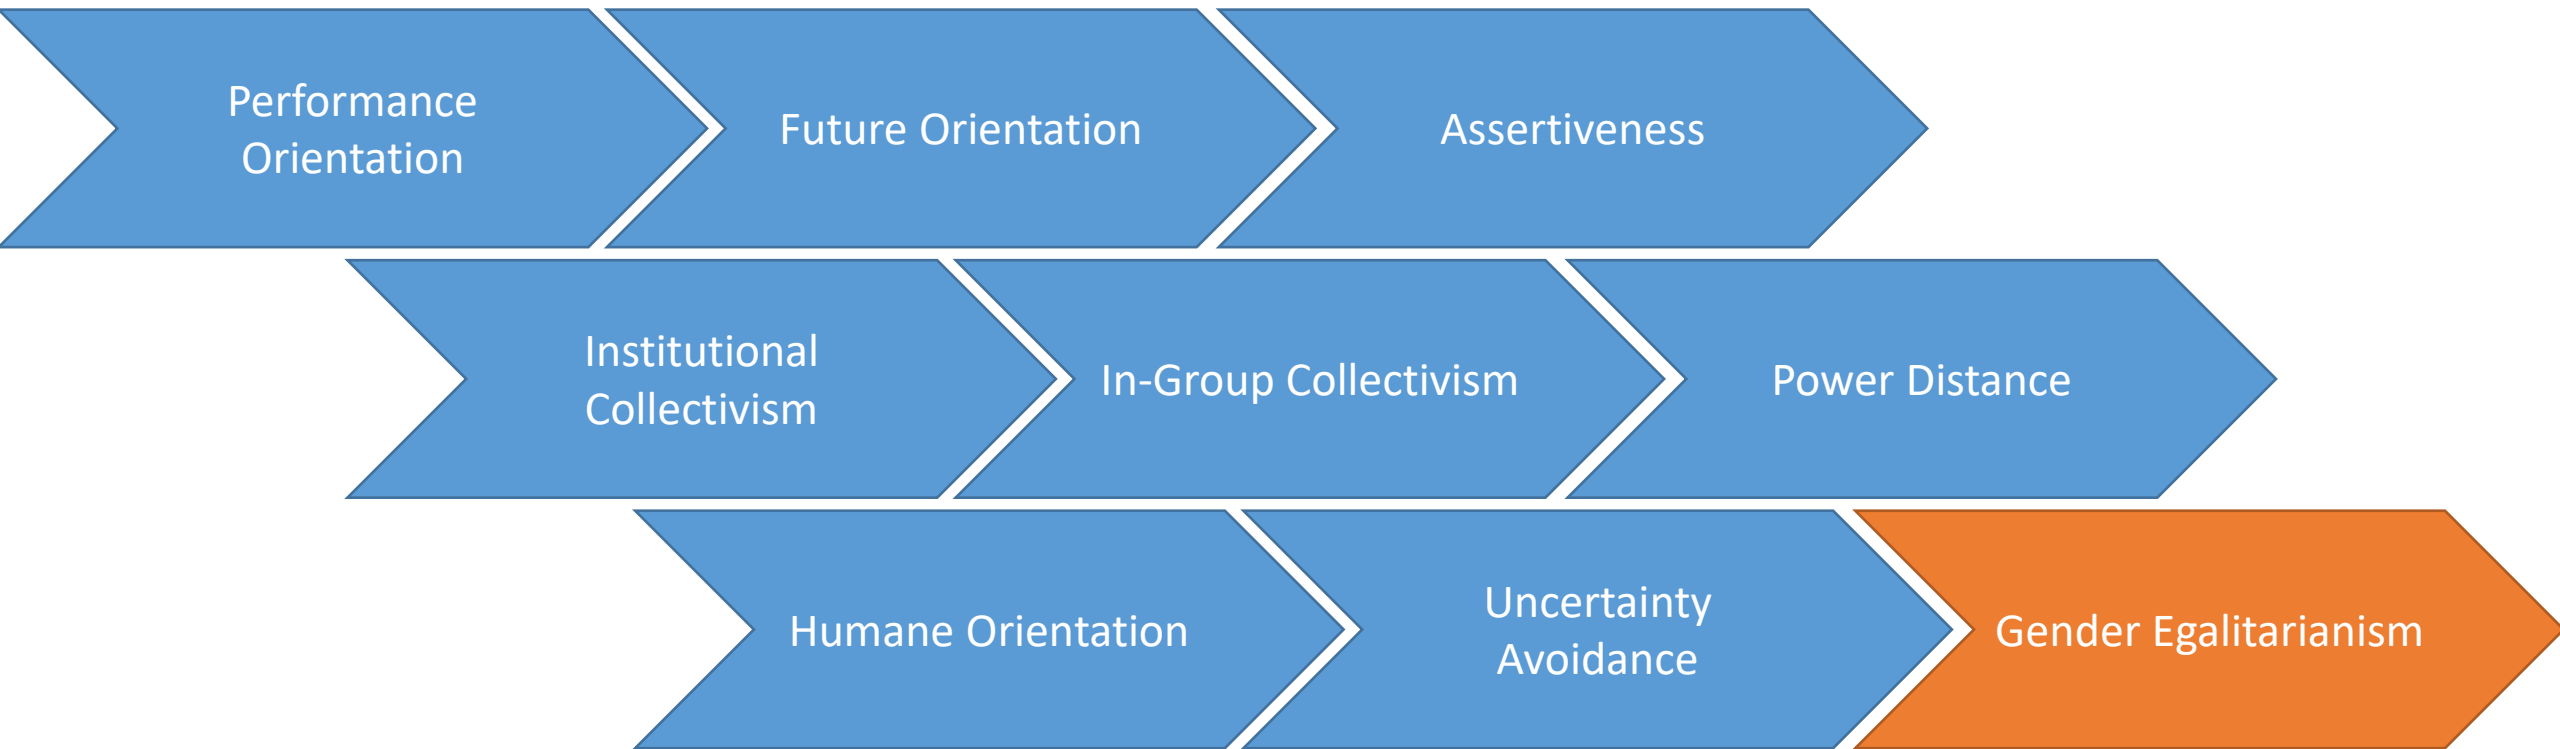 Performance
Orientation
Future Orientation
Assertiveness
Institutional
Collectivism
In-Group Collectivism
Power Distance
Humane Orientation
Uncertainty
Avoidance
Gender Egalitarianism